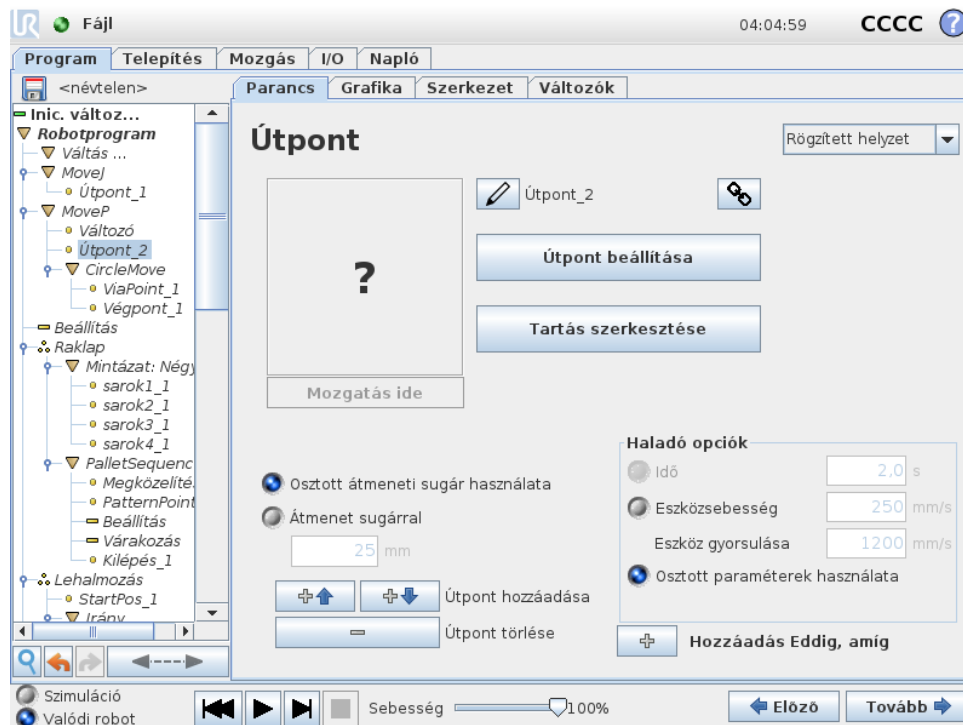 UR Fájl 04:04:59 CCCC ?
Program Telepítés Mozgás I/O Napló
<névtelen>
Parancs Grafika Szerkezet Változók
Inic. változ...
Robotprogram
Váltás ...
MoveJ
Útpont_1
MoveP
Változó
Útpont_2
CircleMove
ViaPoint_1
Végpont_1
Beállítás
Raklap
Mintázat: Négy
sarok1_1
sarok2_1
sarok3_1
sarok4_1
PalletSequenc
Megközelíté
PatternPoint
Beállítás
Várakozás
Kilépés_1
Lehalmozás
StartPos_1
Irány
Útpont
Rögzített helyzet
Útpont_2
?
Útpont beállítása
Tartás szerkesztése
Mozgatás ide
Osztott átmeneti sugár használata
Átmenet sugárral
25 mm
Útpont hozzáadása
Útpont törlése
Haladó opciók
Idő 2,0 s
Eszközsebesség 250 mm/s
Eszköz gyorsulása 1200 mm/s
Osztott paraméterek használata
Hozzáadás Eddig, amíg
Szimuláció
Valódi robot
Sebesség 100%
Előző
Tovább